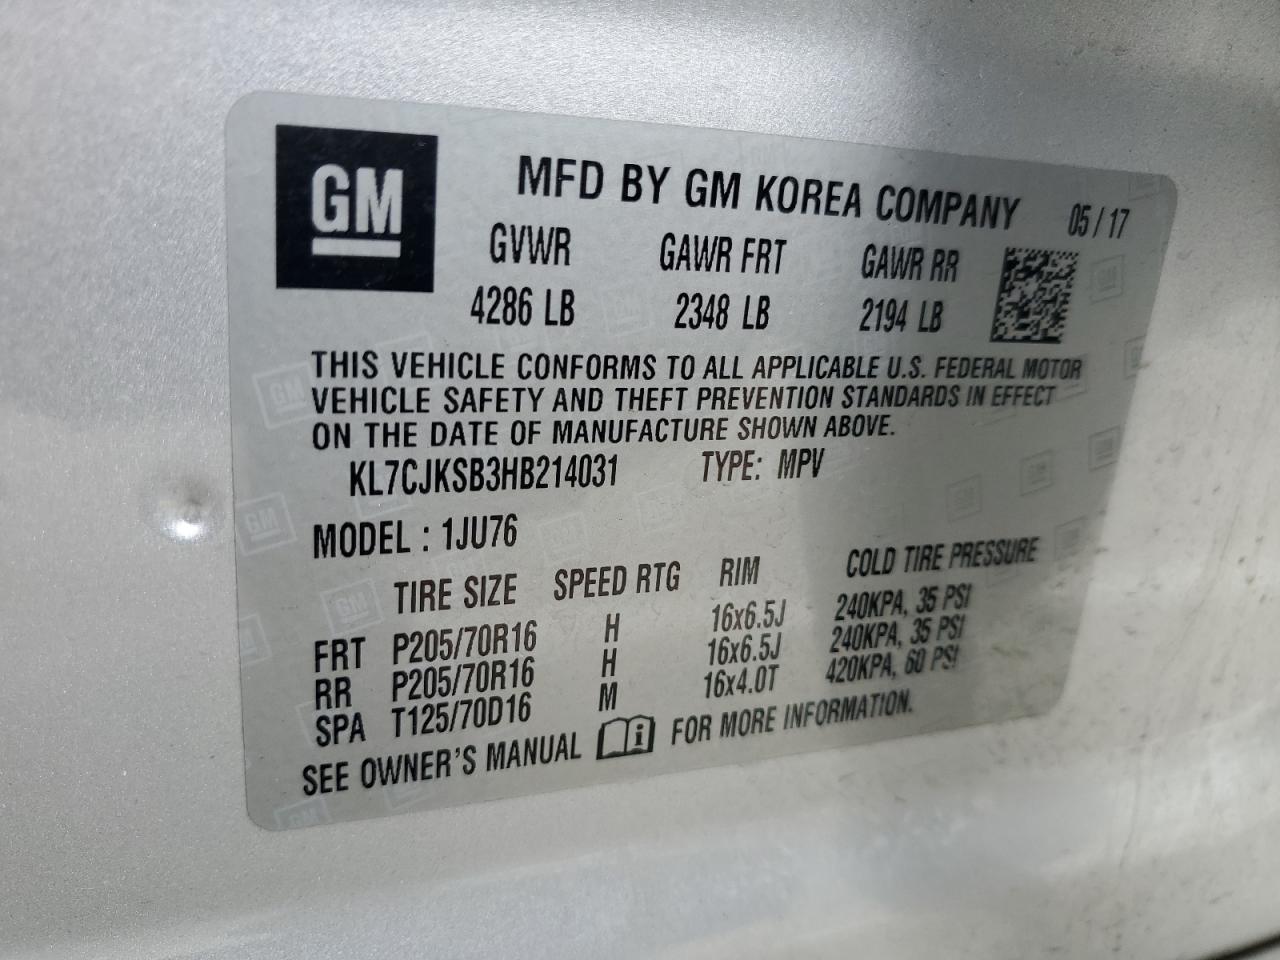 GM
MFD BY GM KOREA COMPANY 05/17
GVWR GAWR FRT GAWR RR
4286 LB 2348 LB 2194 LB
THIS VEHICLE CONFORMS TO ALL APPLICABLE U.S. FEDERAL MOTOR
VEHICLE SAFETY AND THEFT PREVENTION STANDARDS IN EFFECT
ON THE DATE OF MANUFACTURE SHOWN ABOVE.
KL7CJKSB3HB214031 TYPE: MPV
MODEL : 1JU76
TIRE SIZE SPEED RTG RIM COLD TIRE PRESSURE
FRT P205/70R16 H 16x6.5J 240KPA, 35 PSI
RR P205/70R16 H 16x6.5J 240KPA, 35 PSI
SPA T125/70D16 M 16x4.0T 420KPA, 60 PSI
SEE OWNER'S MANUAL i FOR MORE INFORMATION.